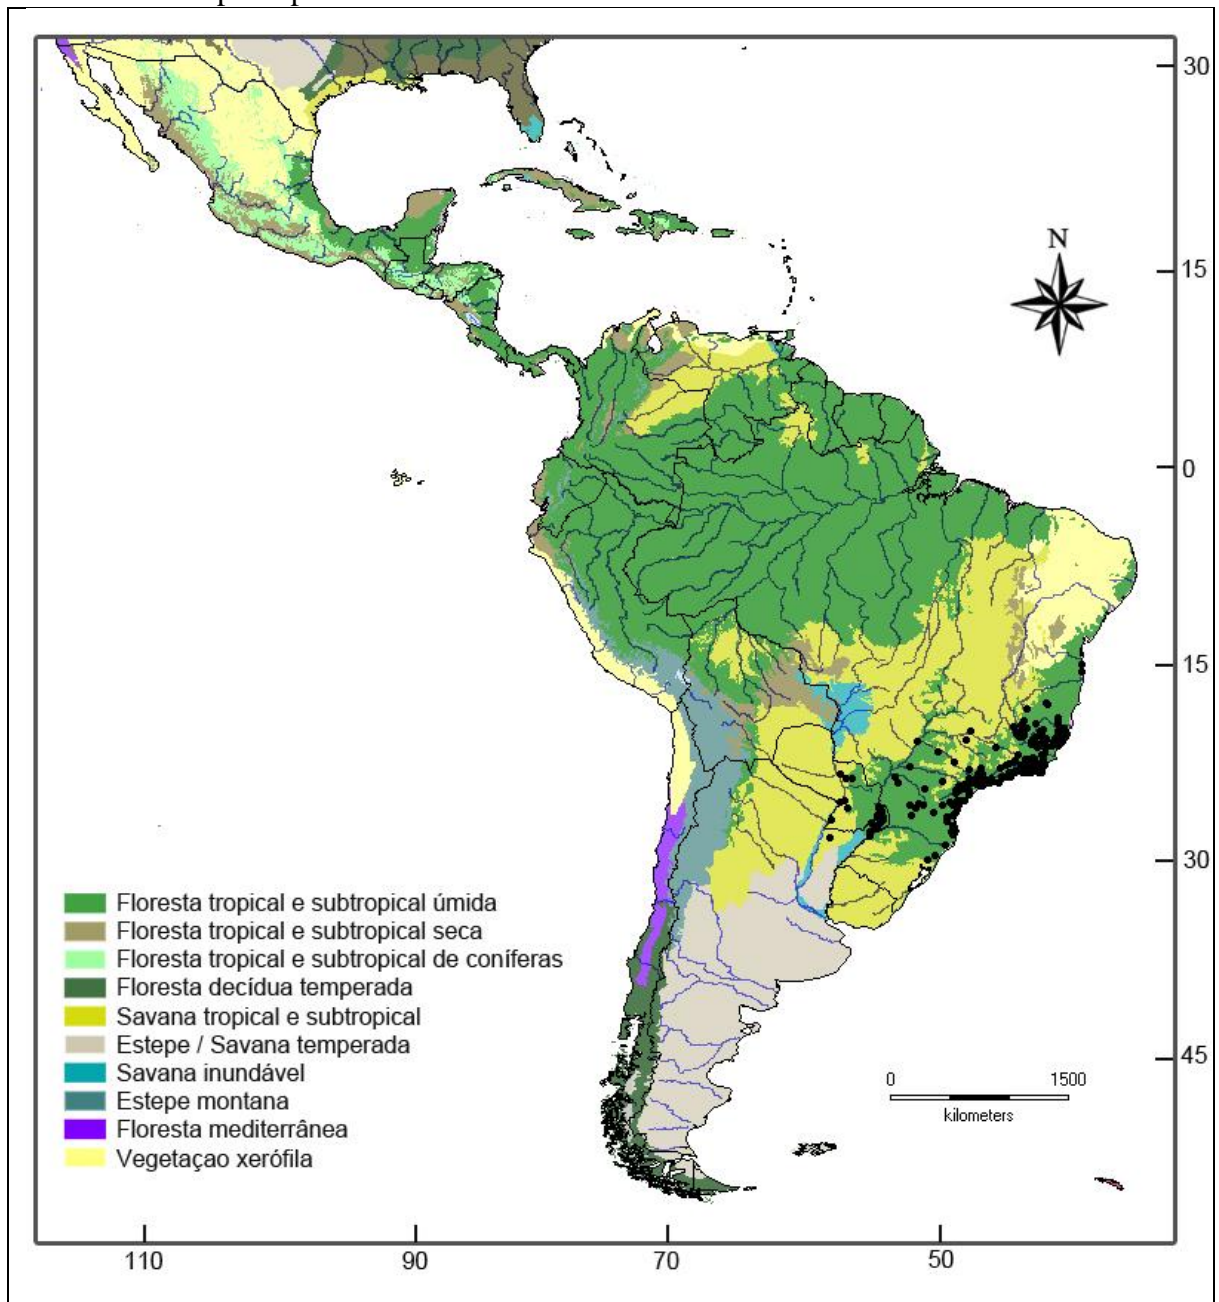 N
30
15
0
15
30
45
Floresta tropical e subtropical úmida
Floresta tropical e subtropical seca
Floresta tropical e subtropical de coníferas
Floresta decídua temperada
Savana tropical e subtropical
Estepe / Savana temperada
Savana inundável
Estepe montana
Floresta mediterrânea
Vegetaçao xerófila
0 1500
kilometers
110 90 70 50